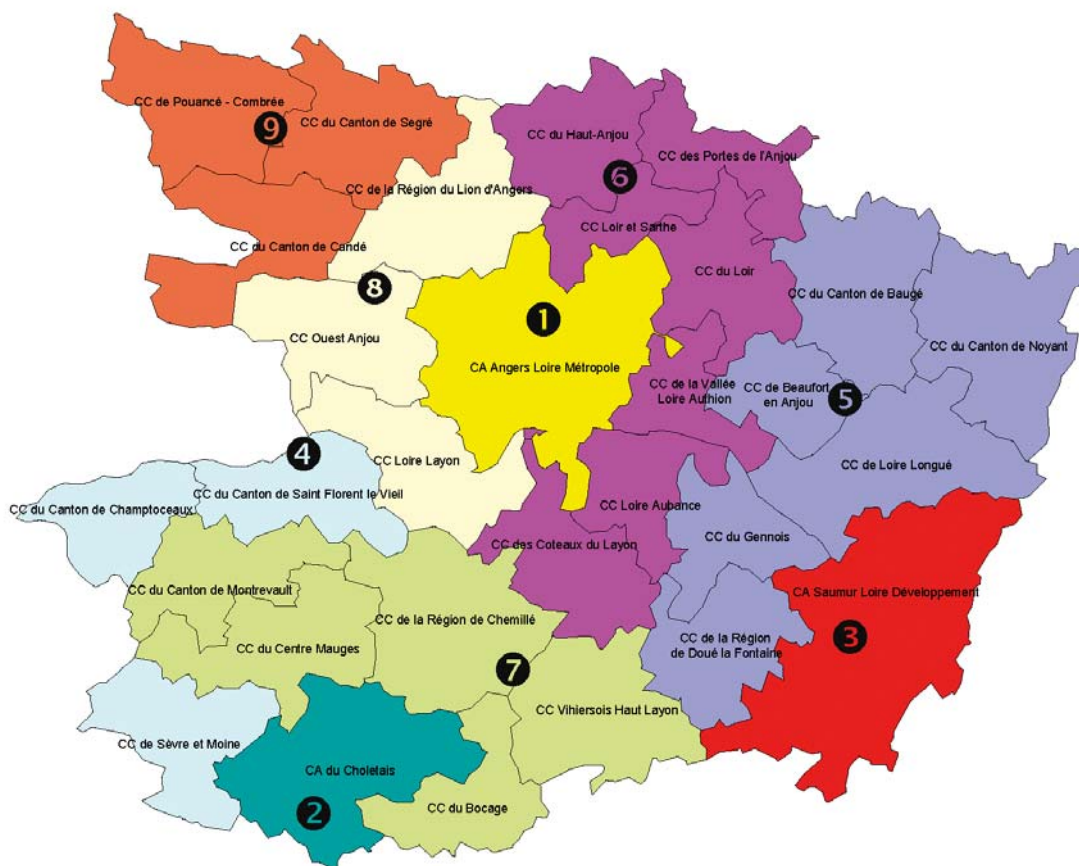 CC de Pouancé - Combrée
9
CC du Canton de Segré
CC du Haut-Anjou
CC des Portes de l'Anjou
6
CC de la Région du Lion d'Angers
CC Loir et Sarthe
CC du Canton de Candé
CC du Loir
8
CC du Canton de Baugé
1
CC Ouest Anjou
CC du Canton de Noyant
CA Angers Loire Métropole
CC de la Vallée
Loire Authion
CC de Beaufort
en Anjou
5
4
CC Loire Layon
CC de Loire Longué
CC du Canton de Saint Florent le Vieil
CC du Canton de Champtoceaux
CC Loire Aubance
CC du Gennois
CC des Coteaux du Layon
CC du Canton de Montrevault
CA Saumur Loire Développement
CC de la Région de Chemillé
3
CC de la Région
de Doué la Fontaine
CC du Centre Mauges
7
CC Vihiersois Haut Layon
CC de Sèvre et Moine
CA du Choletais
CC du Bocage
2